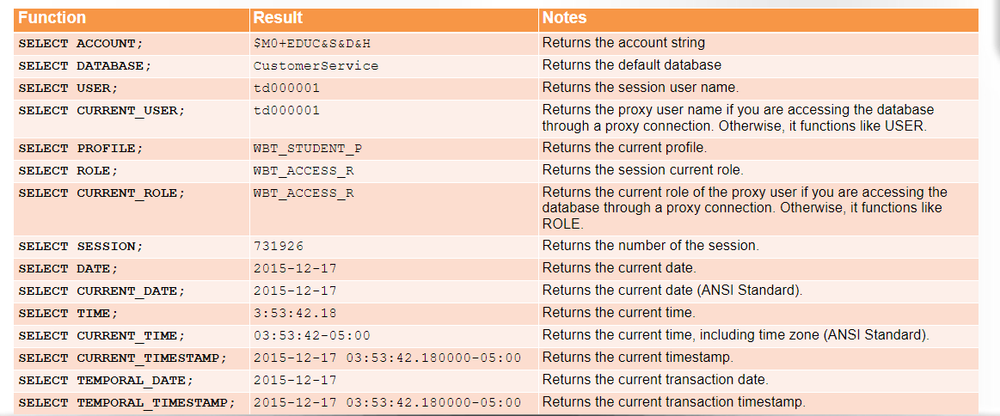 Function Result Notes
SELECT ACCOUNT; $M0+EDUC&S&D&H Returns the account string
SELECT DATABASE; CustomerService Returns the default database
SELECT USER; td000001 Returns the session user name.
SELECT CURRENT_USER; td000001 Returns the proxy user name if you are accessing the database
through a proxy connection. Otherwise, it functions like USER.
SELECT PROFILE; WBT_STUDENT_P Returns the current profile.
SELECT ROLE; WBT_ACCESS_R Returns the session current role.
SELECT CURRENT_ROLE; WBT_ACCESS_R Returns the current role of the proxy user if you are accessing the
database through a proxy connection. Otherwise, it functions like
ROLE.
SELECT SESSION; 731926 Returns the number of the session.
SELECT DATE; 2015-12-17 Returns the current date.
SELECT CURRENT_DATE; 2015-12-17 Returns the current date (ANSI Standard).
SELECT TIME; 3:53:42.18 Returns the current time.
SELECT CURRENT_TIME; 03:53:42-05:00 Returns the current time, including time zone (ANSI Standard).
SELECT CURRENT_TIMESTAMP; 2015-12-17 03:53:42.180000-05:00 Returns the current timestamp.
SELECT TEMPORAL_DATE; 2015-12-17 Returns the current transaction date.
SELECT TEMPORAL_TIMESTAMP; 2015-12-17 03:53:42.180000-05:00 Returns the current transaction timestamp.